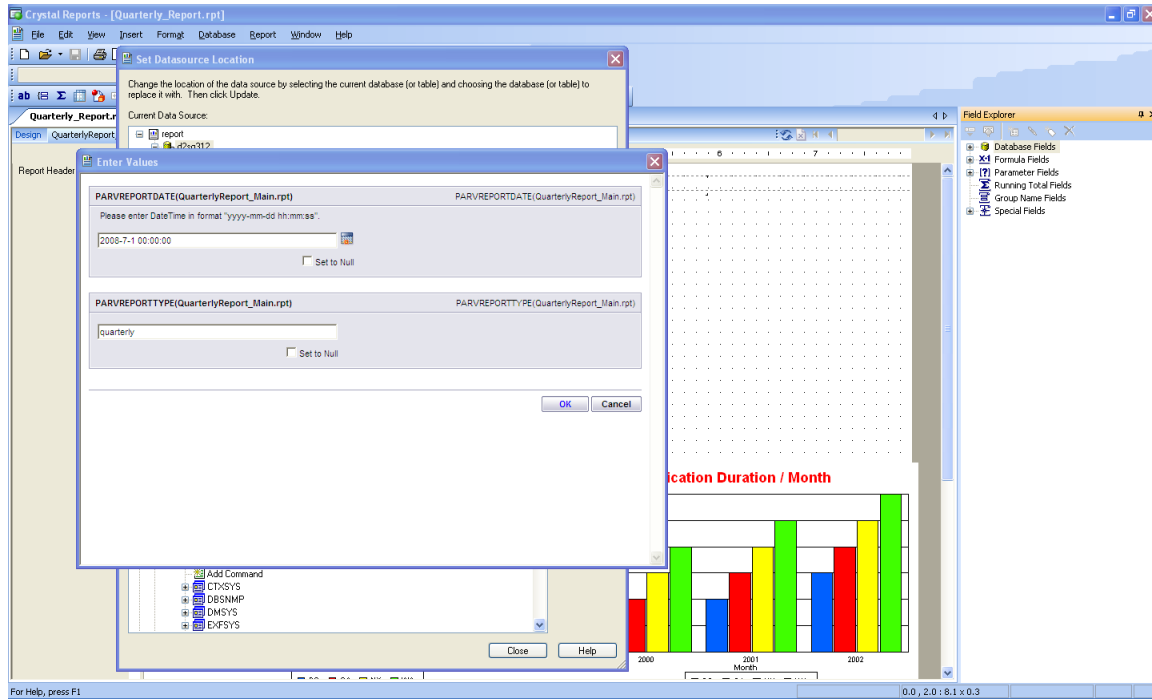 Crystal Reports - [Quarterly_Report.rpt]
File Edit View Insert Format Database Report Window Help
Set Datasource Location
Change the location of the data source by selecting the current database (or table) and choosing the database (or table) to
replace it with. Then click Update.
Quarterly_Report.r
Current Data Source:
Field Explorer
Design QuarterlyReport
report
d2sg312
Database Fields
Formula Fields
Parameter Fields
Running Total Fields
Group Name Fields
Special Fields
6 7
Report Header
Enter Values
PARVREPORTDATE(QuarterlyReport_Main.rpt) PARVREPORTDATE(QuarterlyReport_Main.rpt)
Please enter DateTime in format "yyyy-mm-dd hh:mm:ss".
2008-7-1 00:00:00
Set to Null
PARVREPORTTYPE(QuarterlyReport_Main.rpt) PARVREPORTTYPE(QuarterlyReport_Main.rpt)
quarterly
Set to Null
OK Cancel
ication Duration / Month
Add Command
CTXSYS
DBSNMP
DMSYS
EXFSYS
Close Help
2000 2001 2002
Month
For Help, press F1
0.0 , 2.0 : 8.1 x 0.3